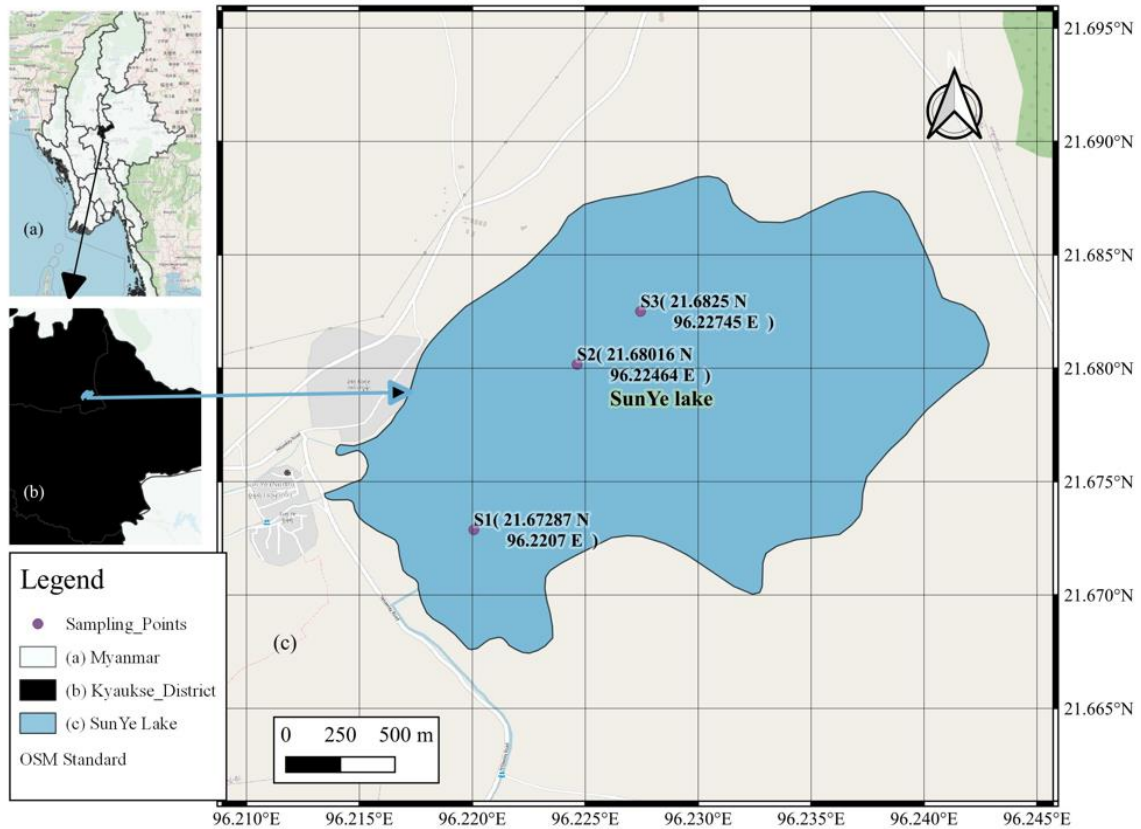 (a)
(b)
Legend
Sampling_Points
(a) Myanmar
(b) Kyaukse_District
(c) SunYe Lake
OSM Standard
N
S3( 21.6825 N
96.22745 E )
S2( 21.68016 N
96.22464 E )
SunYe lake
S1( 21.67287 N
96.2207 E )
(c)
0 250 500 m
21.695°N
21.690°N
21.685°N
21.680°N
21.675°N
21.670°N
21.665°N
96.210°E 96.215°E 96.220°E 96.225°E 96.230°E 96.235°E 96.240°E 96.245°E